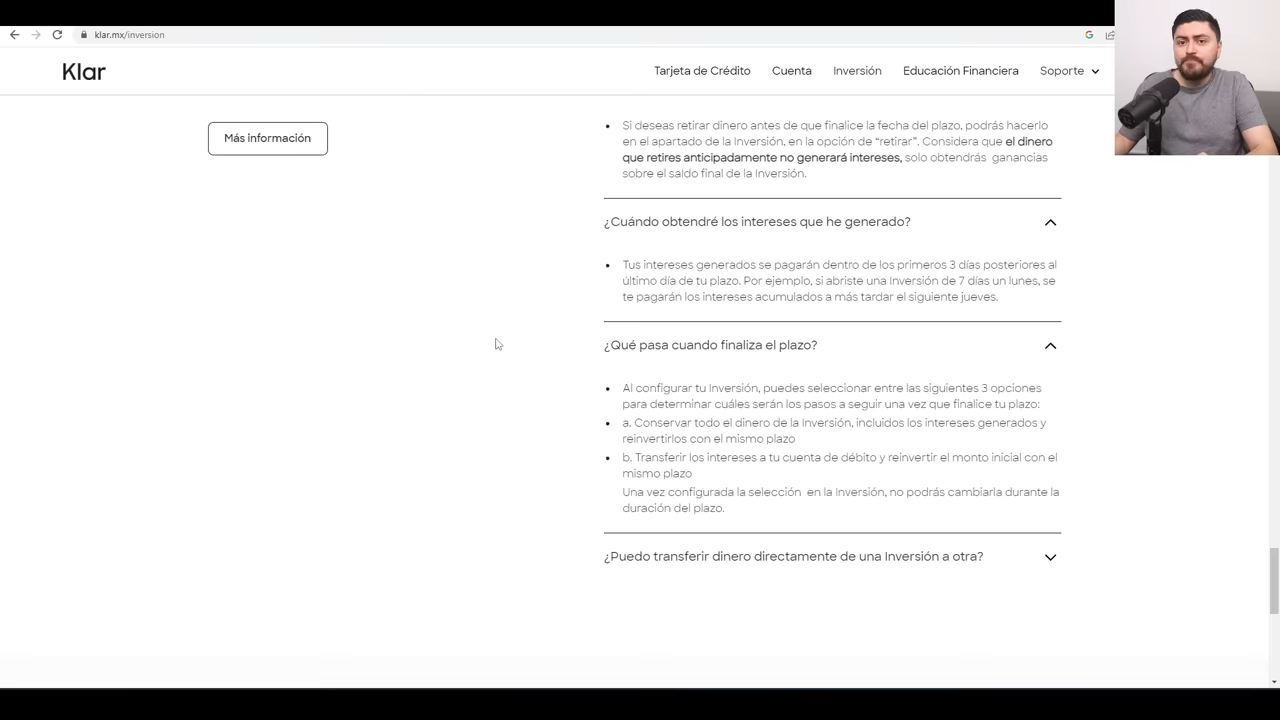 klar.mx/inversion
Klar
Tarjeta de Crédito Cuenta Inversión Educación Financiera Soporte
Más información
Si deseas retirar dinero antes de que finalice la fecha del plazo, podrás hacerlo
en el apartado de la Inversión, en la opción de “retirar”. Considera que el dinero
que retires anticipadamente no generará intereses, solo obtendrás ganancias
sobre el saldo final de la Inversión.
¿Cuándo obtendré los intereses que he generado?
Tus intereses generados se pagarán dentro de los primeros 3 días posteriores al
último día de tu plazo. Por ejemplo, si abriste una Inversión de 7 días un lunes, se
te pagarán los intereses acumulados a más tardar el siguiente jueves.
¿Qué pasa cuando finaliza el plazo?
Al configurar tu Inversión, puedes seleccionar entre las siguientes 3 opciones
para determinar cuáles serán los pasos a seguir una vez que finalice tu plazo:
a. Conservar todo el dinero de la Inversión, incluidos los intereses generados y
reinvertirlos con el mismo plazo
b. Transferir los intereses a tu cuenta de débito y reinvertir el monto inicial con el
mismo plazo
Una vez configurada la selección en la Inversión, no podrás cambiarla durante la
duración del plazo.
¿Puedo transferir dinero directamente de una Inversión a otra?